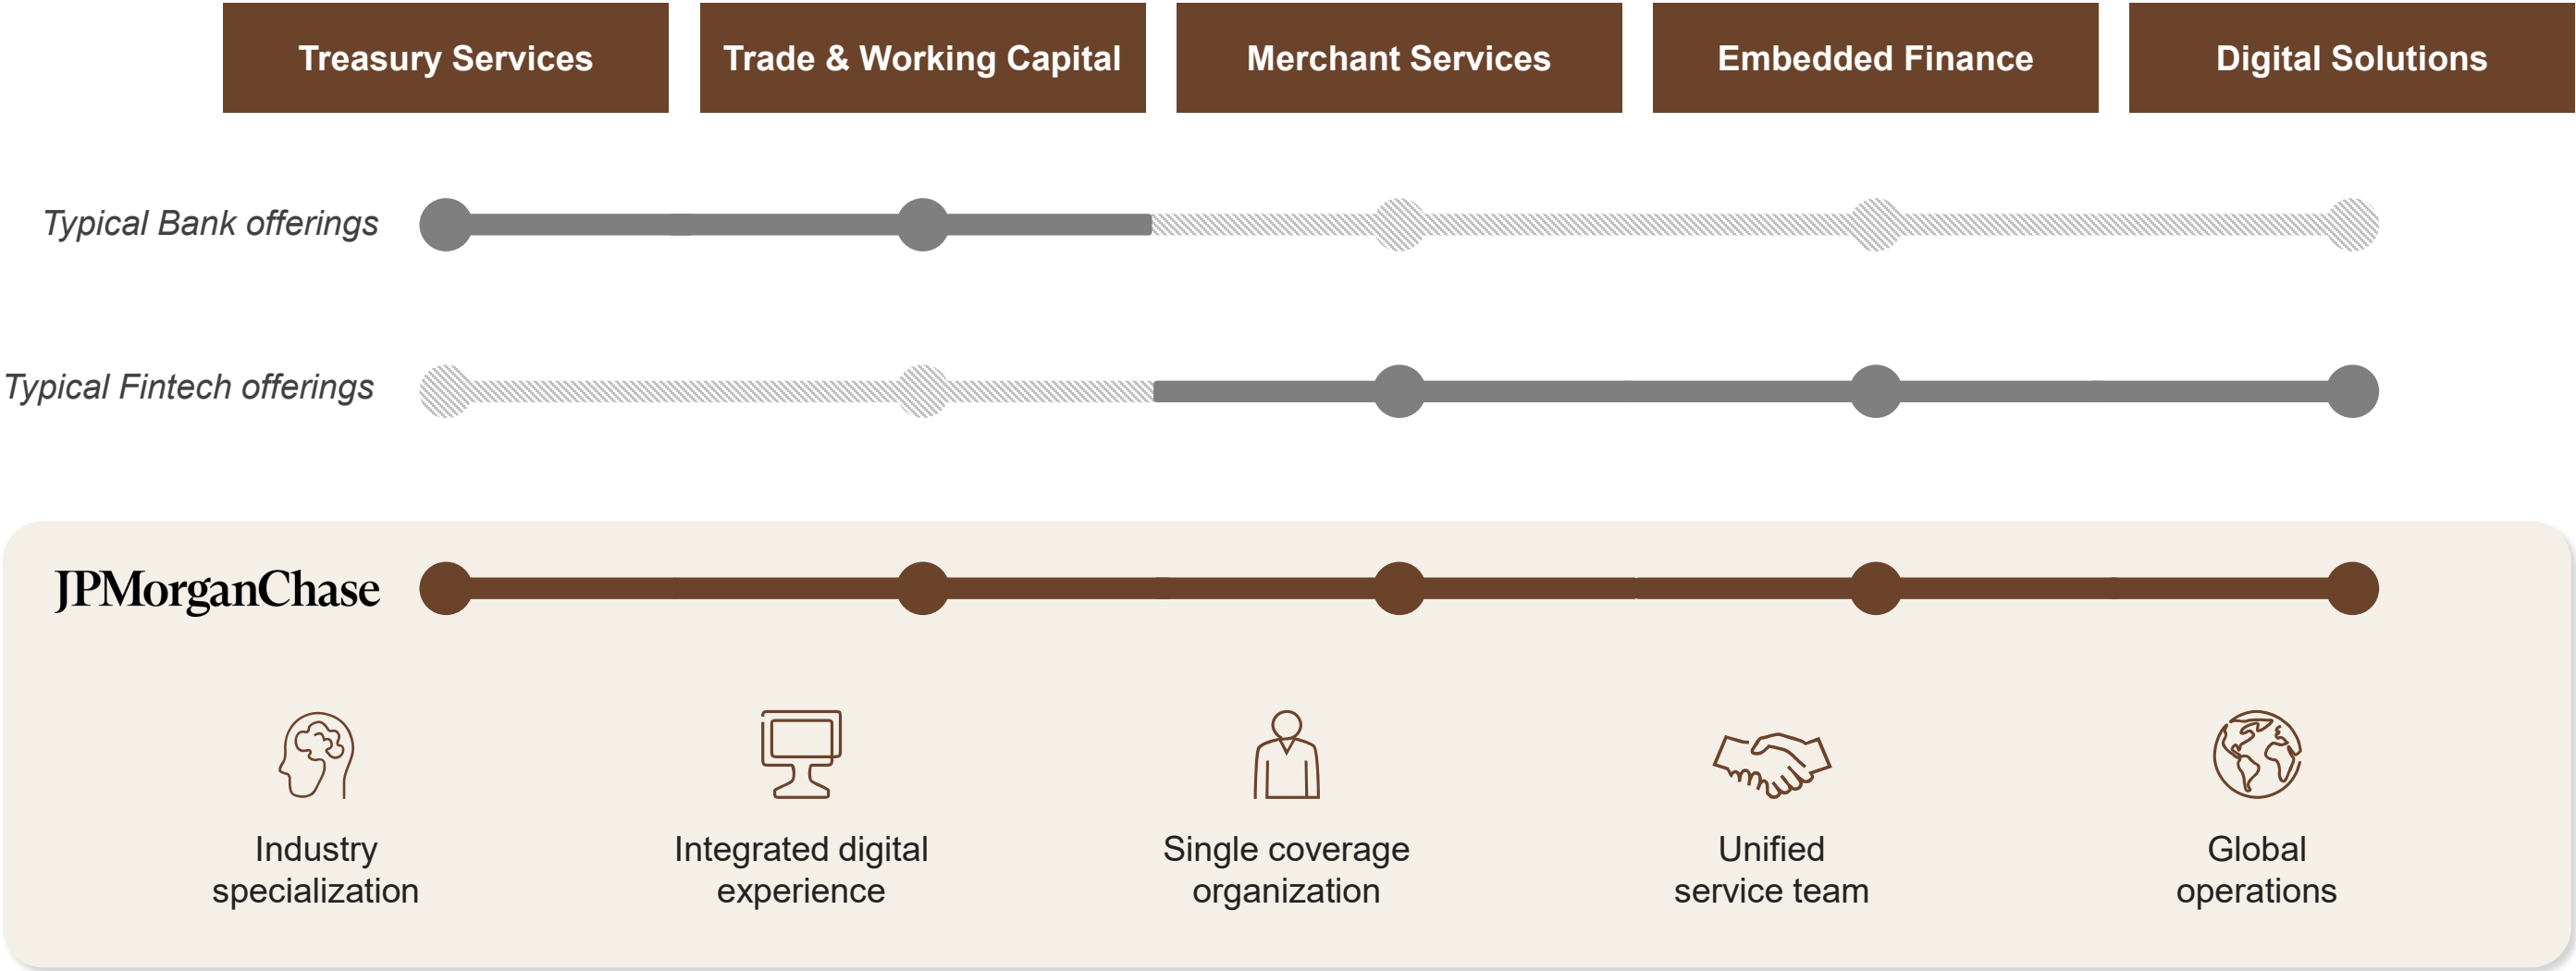 Treasury Services
Trade & Working Capital
Merchant Services
Embedded Finance
Digital Solutions
Typical Bank offerings
Typical Fintech offerings
JPMorganChase
Industry
specialization
Integrated digital
experience
Single coverage
organization
Unified
service team
Global
operations